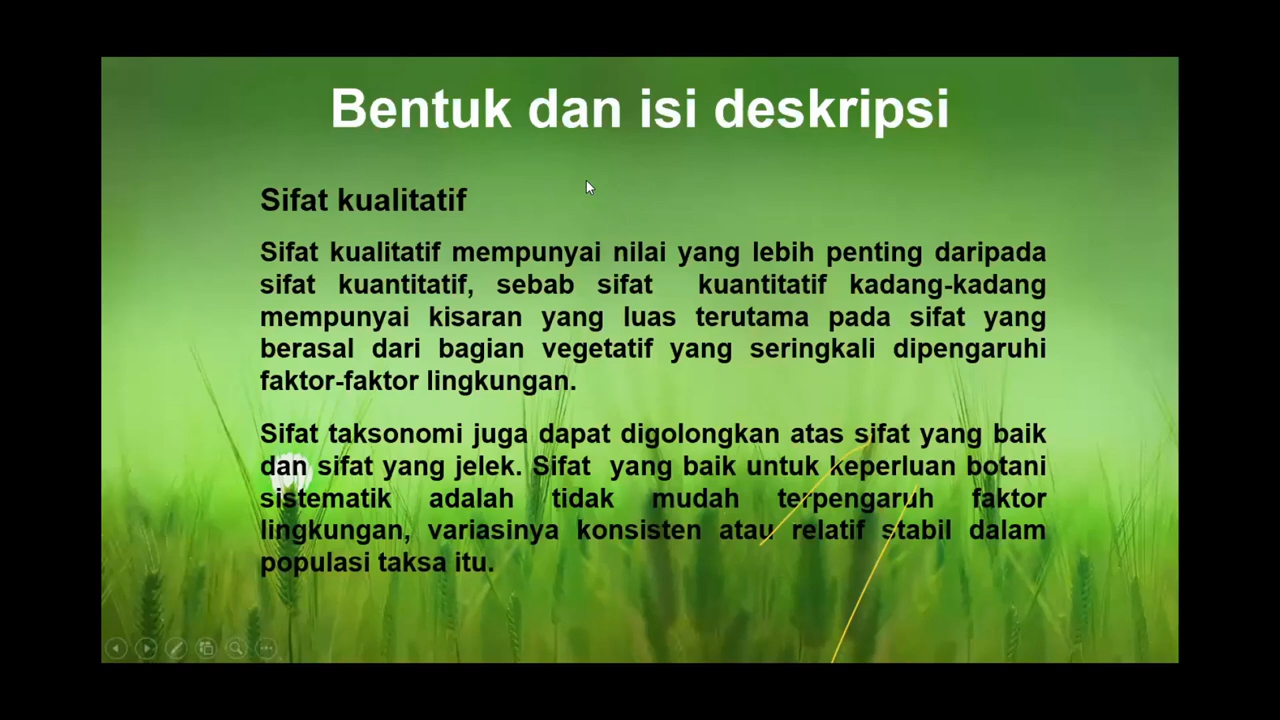 Bentuk dan isi deskripsi
Sifat kualitatif
Sifat kualitatif mempunyai nilai yang lebih penting daripada
sifat kuantitatif, sebab sifat kuantitatif kadang-kadang
mempunyai kisaran yang luas terutama pada sifat yang
berasal dari bagian vegetatif yang seringkali dipengaruhi
faktor-faktor lingkungan.
Sifat taksonomi juga dapat digolongkan atas sifat yang baik
dan sifat yang jelek. Sifat yang baik untuk keperluan botani
sistematik adalah tidak mudah terpengaruh faktor
lingkungan, variasinya konsisten atau relatif stabil dalam
populasi taksa itu.